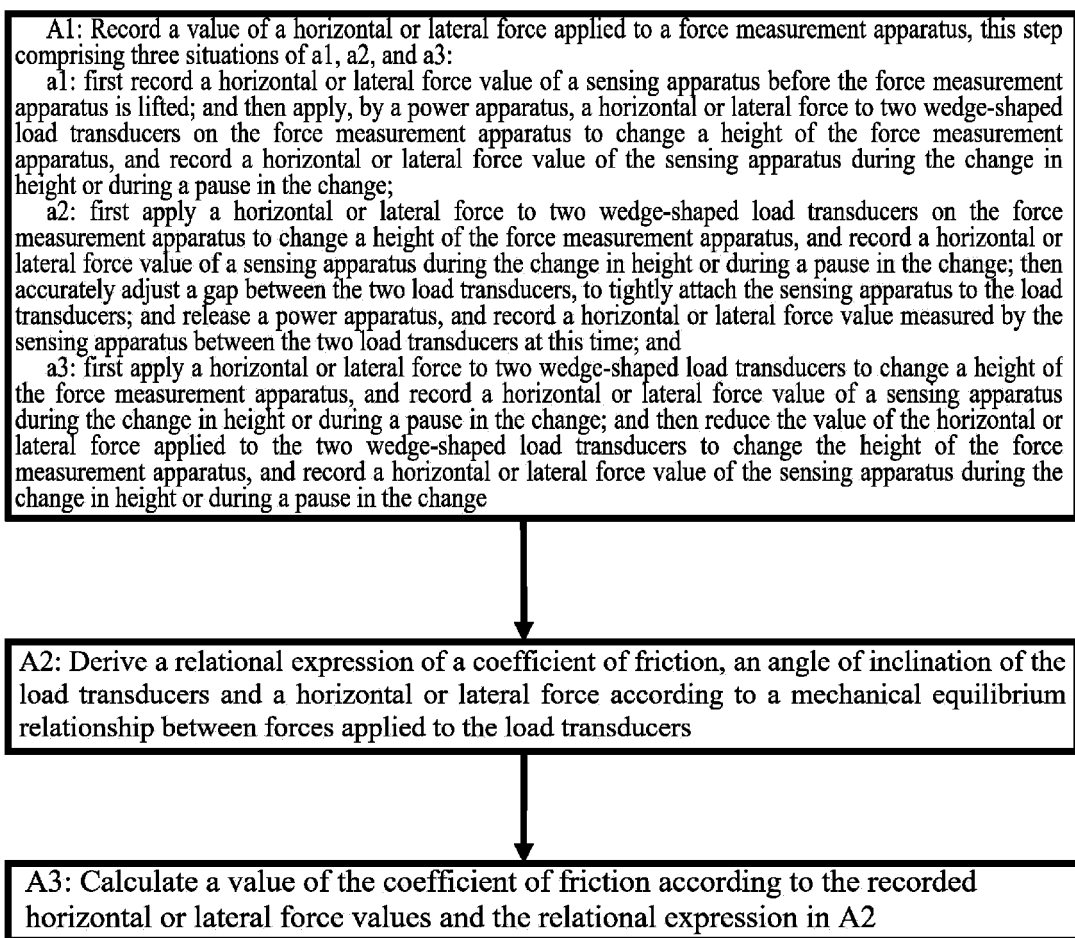 A1: Record a value of a horizontal or lateral force applied to a force measurement apparatus, this step
comprising three situations of a1, a2, and a3:
a1: first record a horizontal or lateral force value of a sensing apparatus before the force measurement
apparatus is lifted; and then apply, by a power apparatus, a horizontal or lateral force to two wedge-shaped
load transducers on the force measurement apparatus to change a height of the force measurement
apparatus, and record a horizontal or lateral force value of the sensing apparatus during the change in
height or during a pause in the change;
a2: first apply a horizontal or lateral force to two wedge-shaped load transducers on the force
measurement apparatus to change a height of the force measurement apparatus, and record a horizontal or
lateral force value of a sensing apparatus during the change in height or during a pause in the change; then
accurately adjust a gap between the two load transducers, to tightly attach the sensing apparatus to the load
transducers; and release a power apparatus, and record a horizontal or lateral force value measured by the
sensing apparatus between the two load transducers at this time; and
a3: first apply a horizontal or lateral force to two wedge-shaped load transducers to change a height of
the force measurement apparatus, and record a horizontal or lateral force value of a sensing apparatus
during the change in height or during a pause in the change; and then reduce the value of the horizontal or
lateral force applied to the two wedge-shaped load transducers to change the height of the force
measurement apparatus, and record a horizontal or lateral force value of the sensing apparatus during the
change in height or during a pause in the change
A2: Derive a relational expression of a coefficient of friction, an angle of inclination of the
load transducers and a horizontal or lateral force according to a mechanical equilibrium
relationship between forces applied to the load transducers
A3: Calculate a value of the coefficient of friction according to the recorded
horizontal or lateral force values and the relational expression in A2